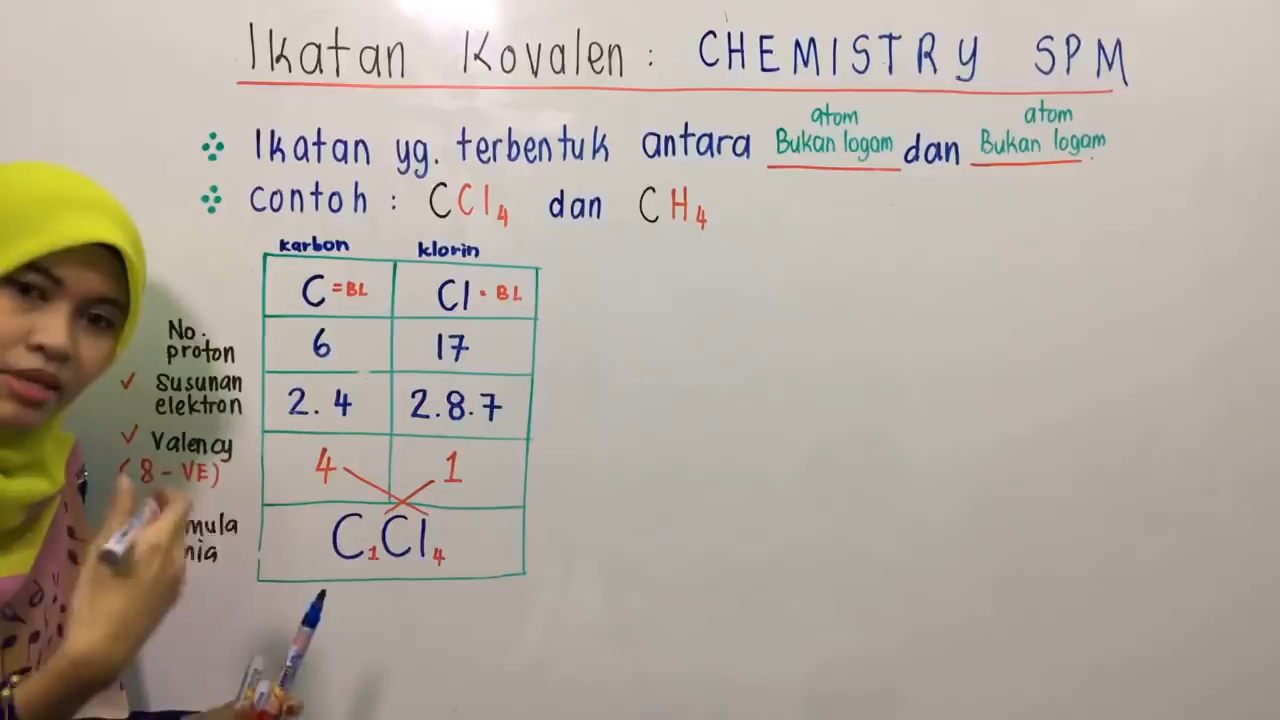 Ikatan Kovalen : CHEMISTRY SPM
Ikatan yg. terbentuk antara atom Bukan logam dan atom Bukan logam
Contoh : CCl4 dan CH4
karbon klorin
C = BL Cl · BL
No. proton 6 17
✓ Susunan elektron 2.4 2.8.7
✓ Valency (8 - VE) 4 1
mula nia C1Cl4